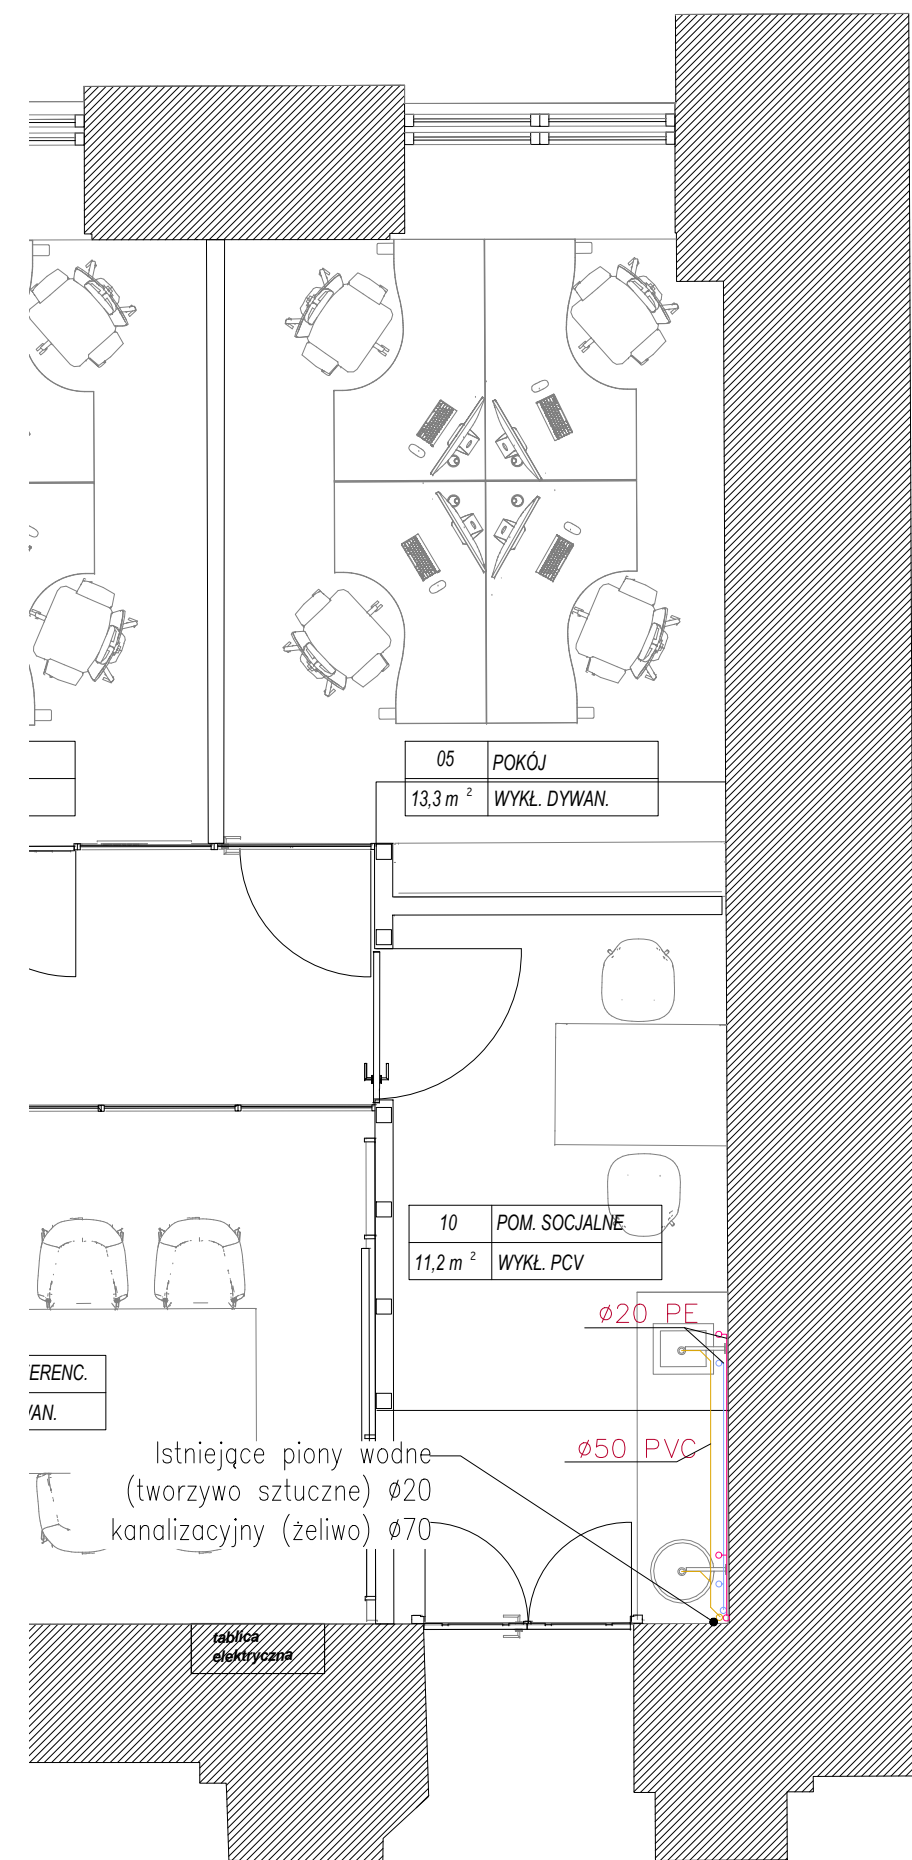 05 POKÓJ
13,3 m ² WYKŁ. DYWAN.
10 POM. SOCJALNE
11,2 m ² WYKŁ. PCV
ø20 PE
ERENC.
AN.
ø50 PVC
Istniejące piony wodne
(tworzywo sztuczne) ø20
kanalizacyjny (żeliwo) ø70
tablica
elektryczna